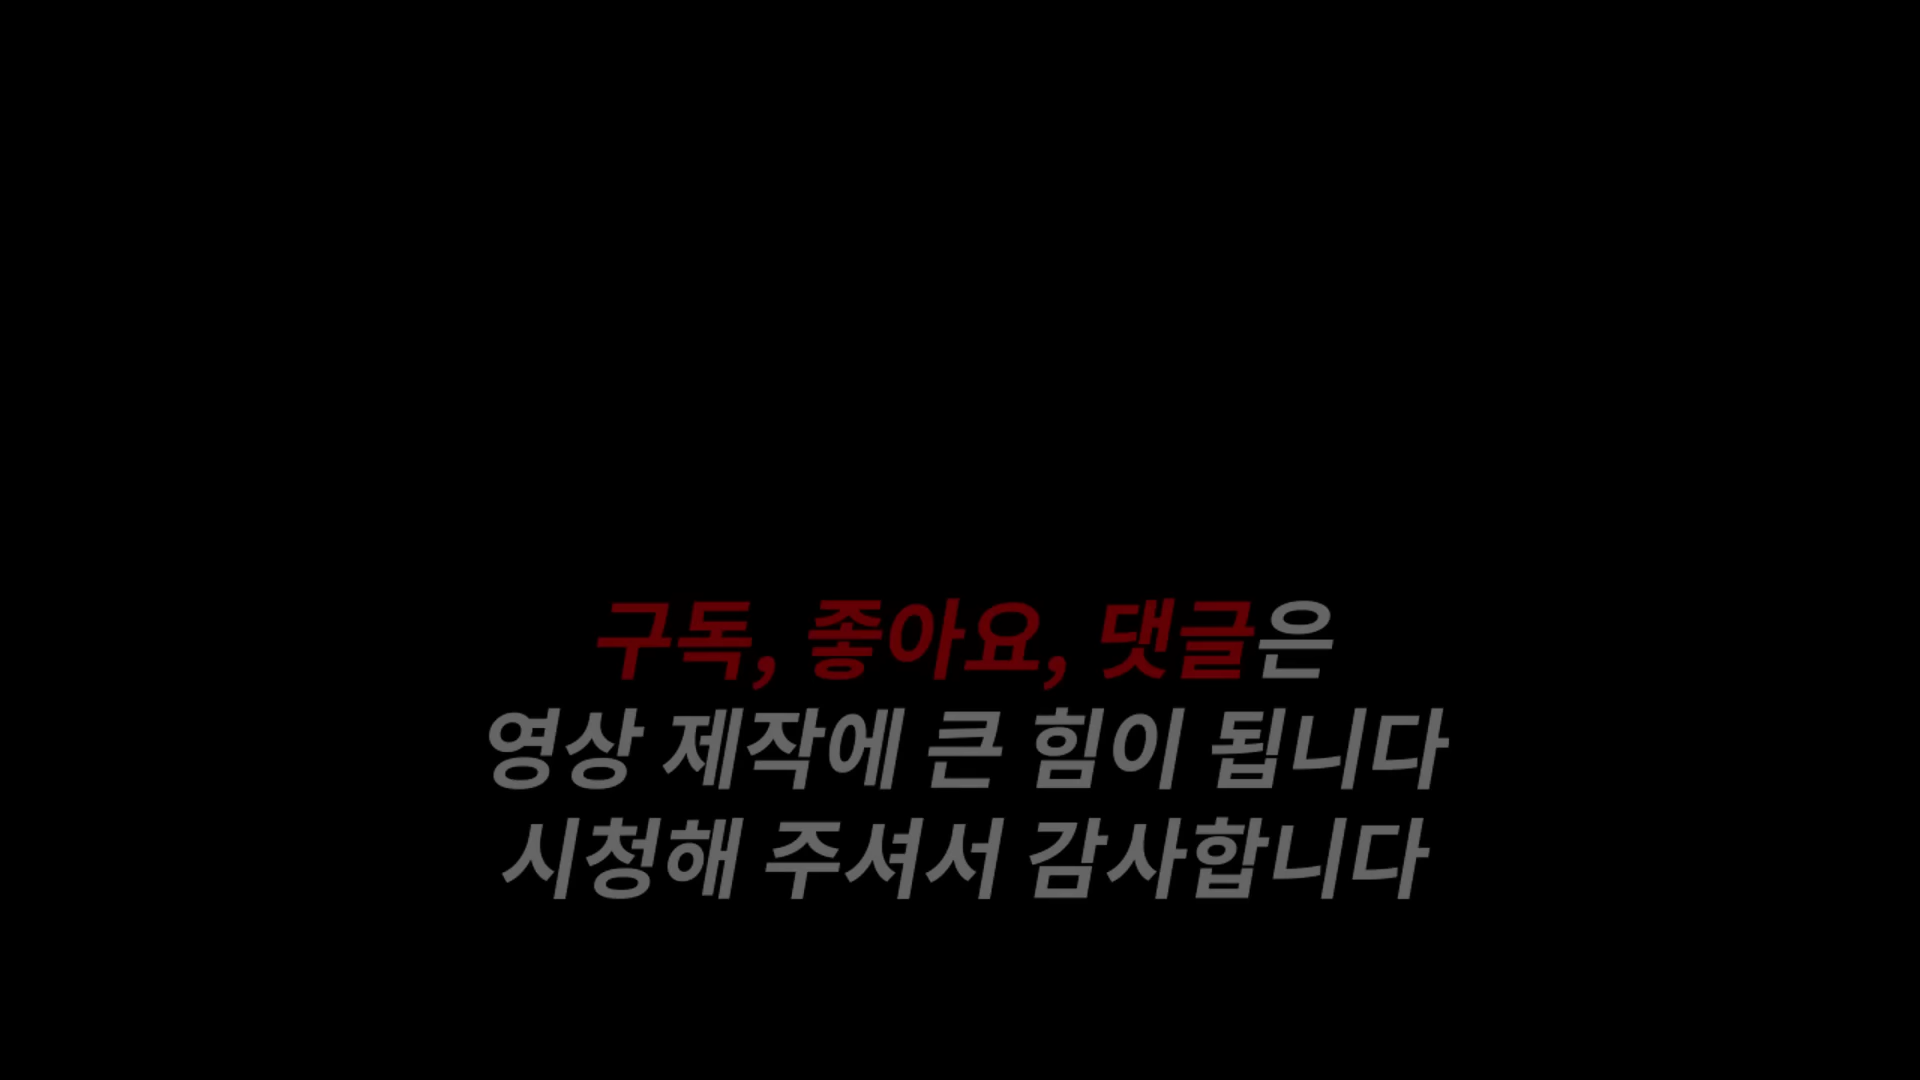 구독, 좋아요, 댓글은
영상 제작에 큰 힘이 됩니다
시청해 주셔서 감사합니다